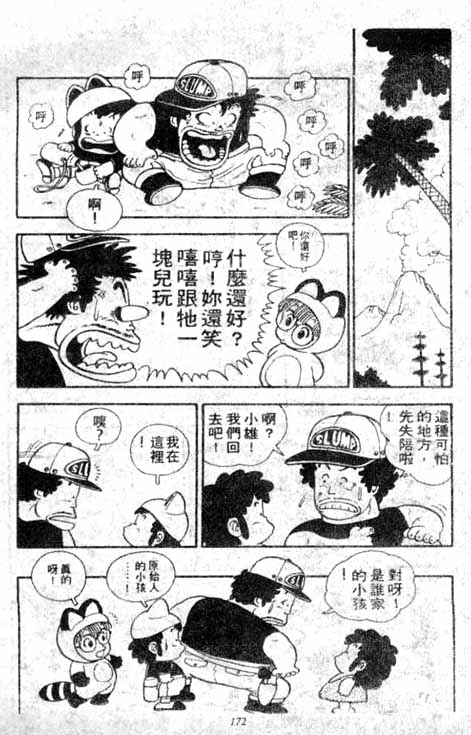 呼
呼
呼
呼
呼
呼
SLUMP
啊！
你還好
吧！
什麼還好？
哼！妳還笑
嘻嘻跟牠一
塊兒玩！
這種可怕
的地方，
先失陪啦
！
SLUMP
啊？
小雄！
我們回
去吧！
咦？
SL
我在
這裡
！
對呀！
是誰家
的小孩
！
原始人
的小孩
……！
真的
呀！
172